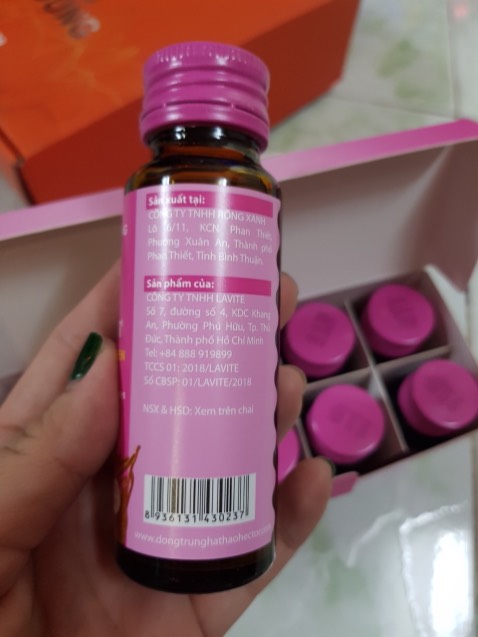 Sản xuất tại:
CÔNG TY TNHH RỒNG XANH
Lô 6/11, KCN Phan Thiết,
Phường Xuân An, Thành phố
Phan Thiết, Tỉnh Bình Thuận.
Sản phẩm của:
CÔNG TY TNHH LAVITE
Số 7, đường số 4, KDC Khang
An, Phường Phú Hữu, Tp. Thủ
Đức, Thành phố Hồ Chí Minh
Tel: +84 888 919899
TCCS 01: 2018/LAVITE
Số CBSP: 01/LAVITE/2018
NSX & HSD: Xem trên chai
8 936131 430237